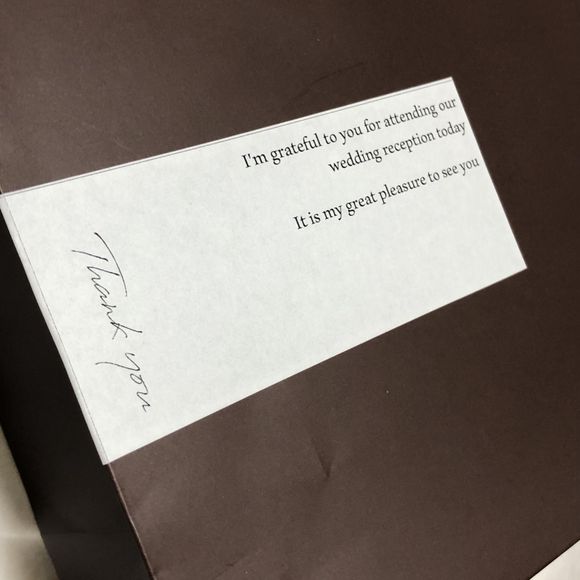 I'm grateful to you for attending our
wedding reception today
It is my great pleasure to see you
Thank you